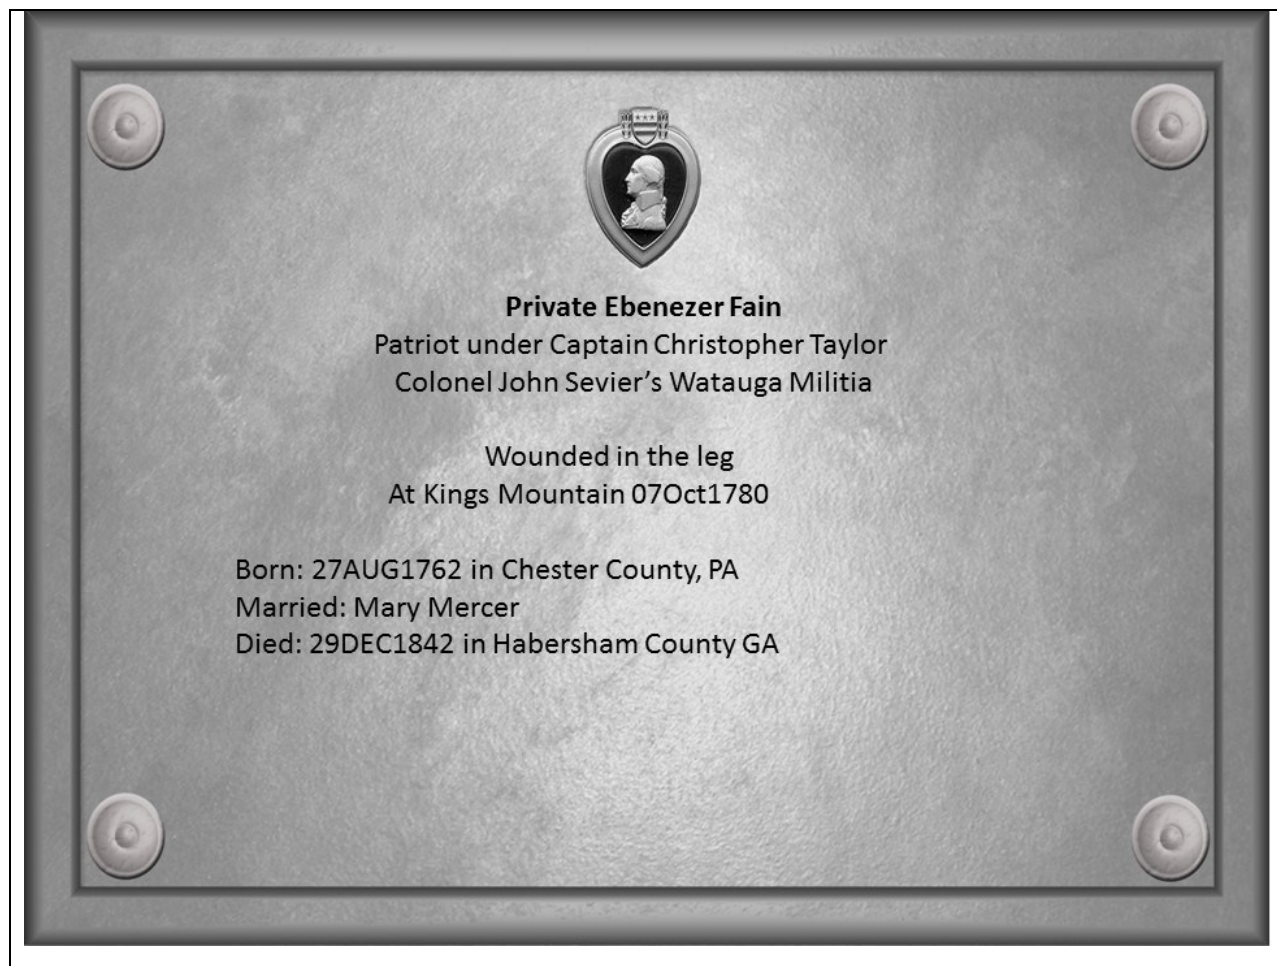 Private Ebenezer Fain
Patriot under Captain Christopher Taylor
Colonel John Sevier’s Watauga Militia
Wounded in the leg
At Kings Mountain 07Oct1780
Born: 27AUG1762 in Chester County, PA
Married: Mary Mercer
Died: 29DEC1842 in Habersham County GA